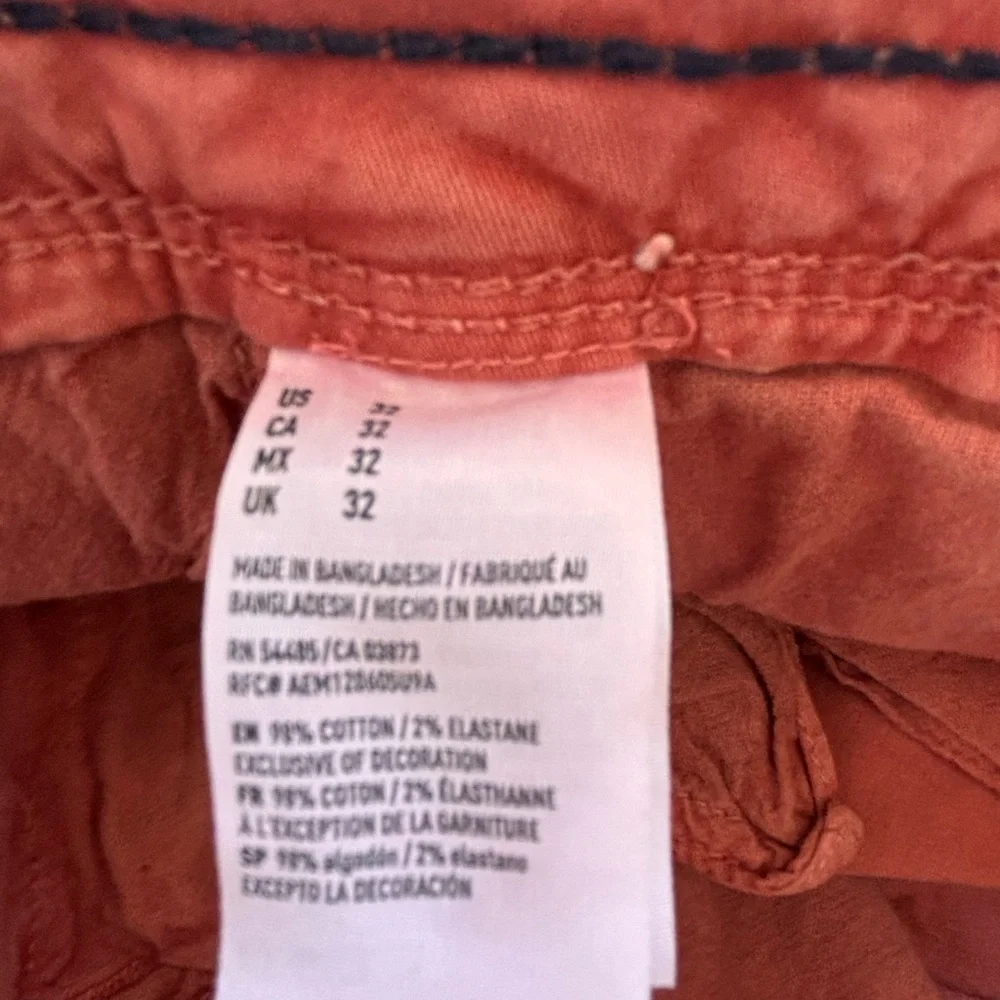 US 32
CA 32
MX 32
UK 32
MADE IN BANGLADESH / FABRIQUÉ AU
BANGLADESH / HECHO EN BANGLADESH
RN 54485/CA 03873
RFC# AEM120605U9A
EN 98% COTTON / 2% ELASTANE
EXCLUSIVE OF DECORATION
FR 98% COTON / 2% ÉLASTHANNE
À L'EXCEPTION DE LA GARNITURE
SP 98% algodón / 2% elastano
EXCEPTO LA DECORACIÓN